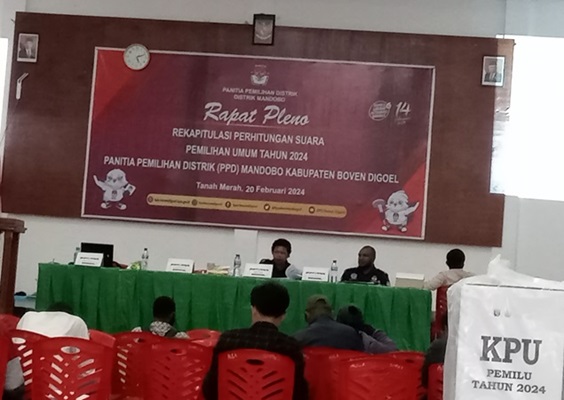 PANITIA PEMILIHAN DISTRIK
DISTRIK MANDOBO
Rapat Pleno
REKAPITULASI PERHITUNGAN SUARA
PEMILIHAN UMUM TAHUN 2024
PANITIA PEMILIHAN DISTRIK (PPD) MANDOBO KABUPATEN BOVEN DIGOEL
Tanah Merah, 20 Februari 2024
14
KPU
PEMILU
TAHUN 2024